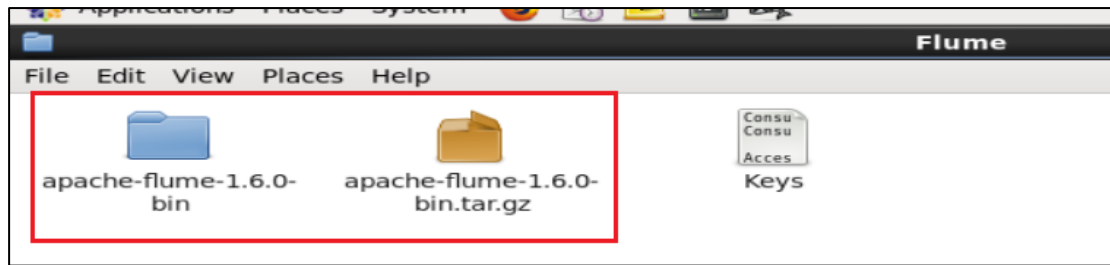 Applications Places System
Flume
File Edit View Places Help
apache-flume-1.6.0-
bin
apache-flume-1.6.0-
bin.tar.gz
Consu
Consu
Acces
Keys